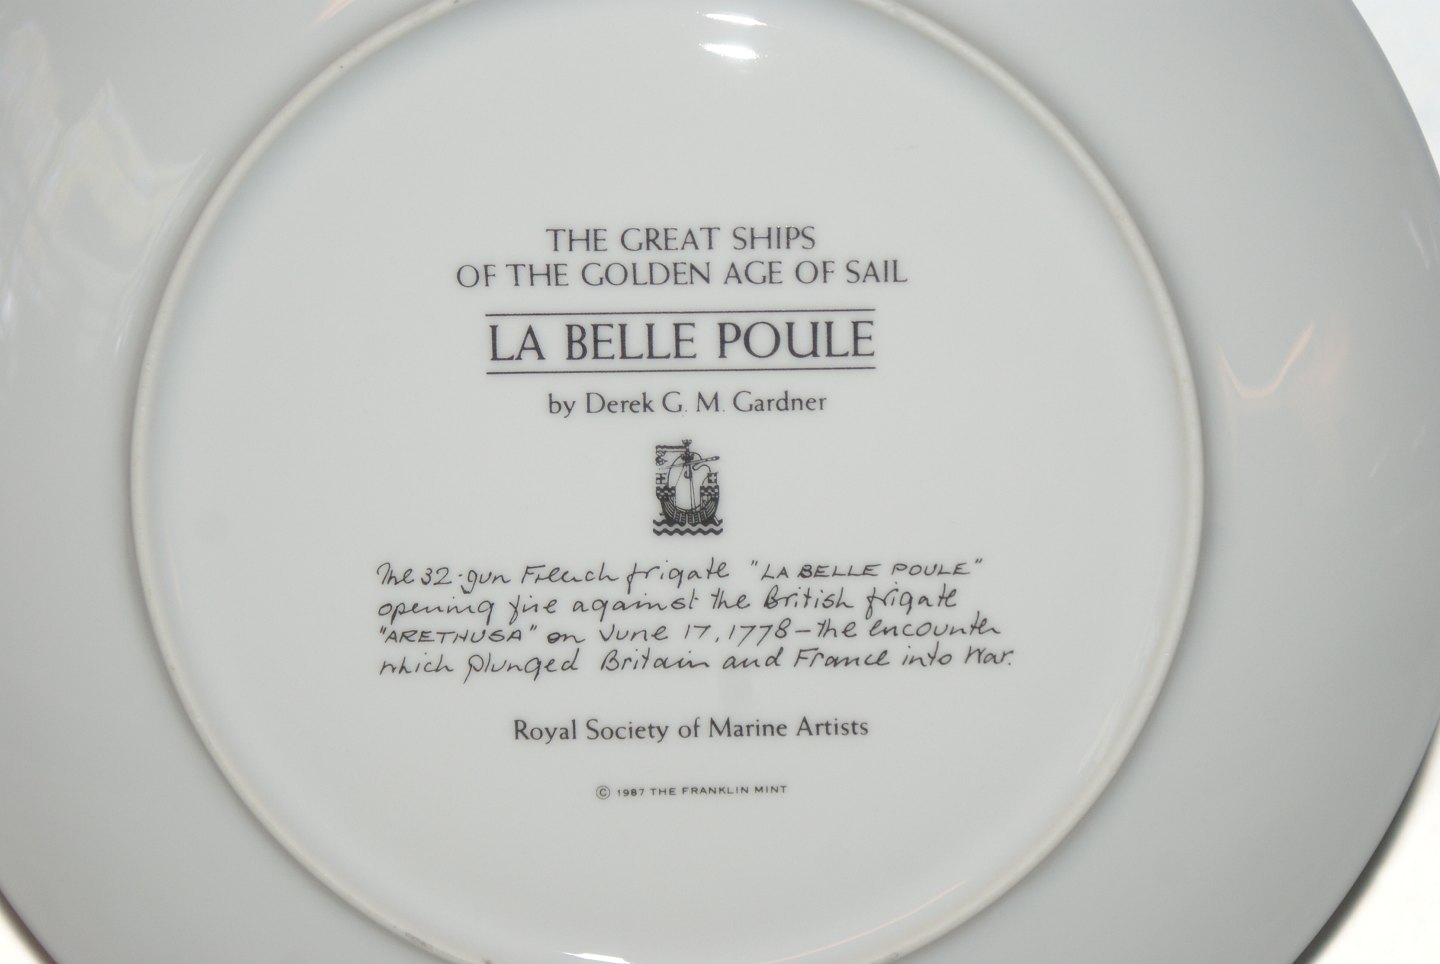 THE GREAT SHIPS
OF THE GOLDEN AGE OF SAIL
LA BELLE POULE
by Derek G. M. Gardner
The 32-gun French frigate "LA BELLE POULE"
opening fire against the British frigate
"ARETHUSA" on June 17, 1778 – the encounter
which plunged Britain and France into War.
Royal Society of Marine Artists
© 1987 THE FRANKLIN MINT